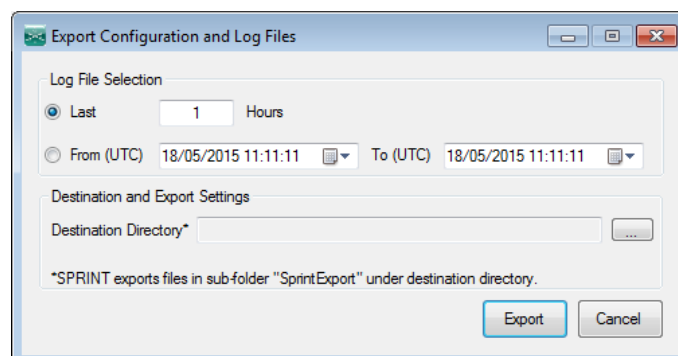 Export Configuration and Log Files
Log File Selection
Last 1 Hours
From (UTC) 18/05/2015 11:11:11 To (UTC) 18/05/2015 11:11:11
Destination and Export Settings
Destination Directory* ...
*SPRINT exports files in sub-folder "SprintExport" under destination directory.
Export Cancel